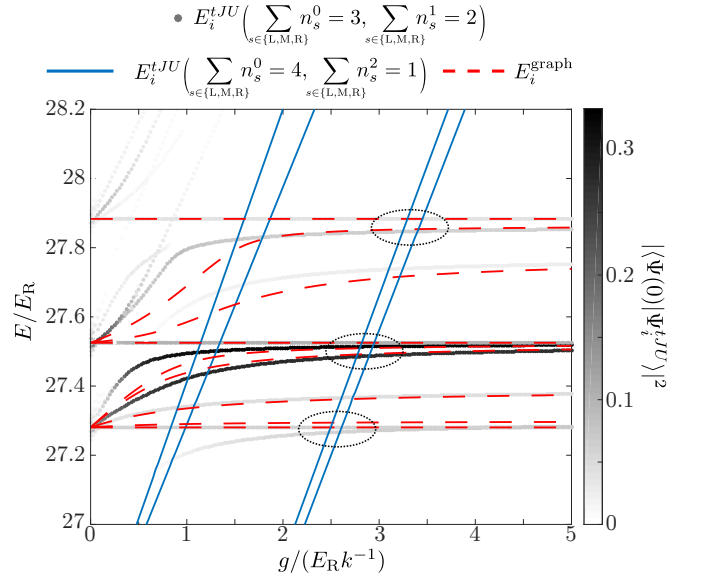 E_i^{tJU}(∑_{s∈{L,M,R}} n_s^0 = 3, ∑_{s∈{L,M,R}} n_s^1 = 2)
E_i^{tJU}(∑_{s∈{L,M,R}} n_s^0 = 4, ∑_{s∈{L,M,R}} n_s^2 = 1) E_i^{graph}
28.2
28
27.8
27.6
27.4
27.2
27
E/E_R
0 1 2 3 4 5
g/(E_R k^{-1})
0.3
0.2
0.1
0
|⟨Ψ(0)|Ψ_i^{tJU}⟩|^2